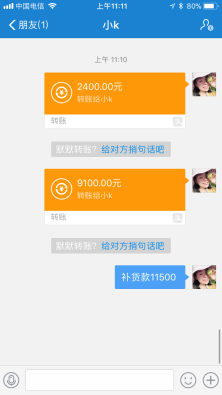 中国电信 上午11:11 80%
朋友(1) 小k
上午 11:10
2400.00元
转账给小k
转账
默默转账？给对方捎句话吧
9100.00元
转账给小k
转账
默默转账？给对方捎句话吧
补货款11500